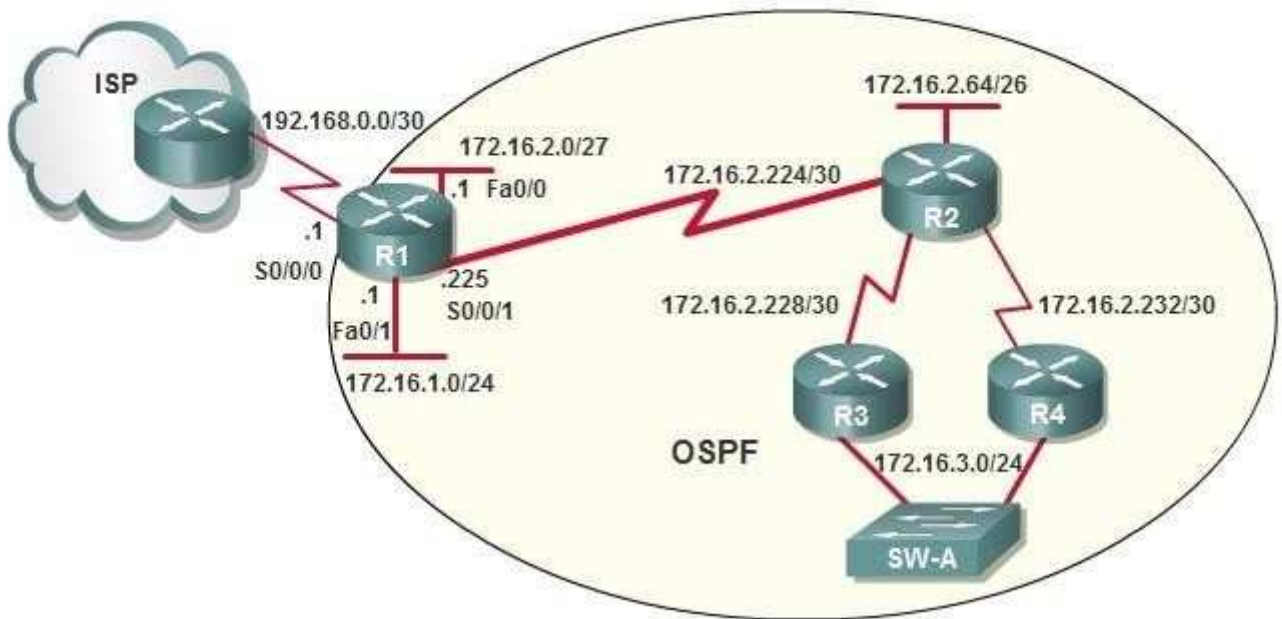 ISP
192.168.0.0/30
172.16.2.0/27
.1 Fa0/0
.1
S0/0/0
R1
.225
S0/0/1
.1
Fa0/1
172.16.1.0/24
172.16.2.224/30
172.16.2.64/26
R2
172.16.2.228/30
172.16.2.232/30
R3
R4
OSPF
172.16.3.0/24
SW-A